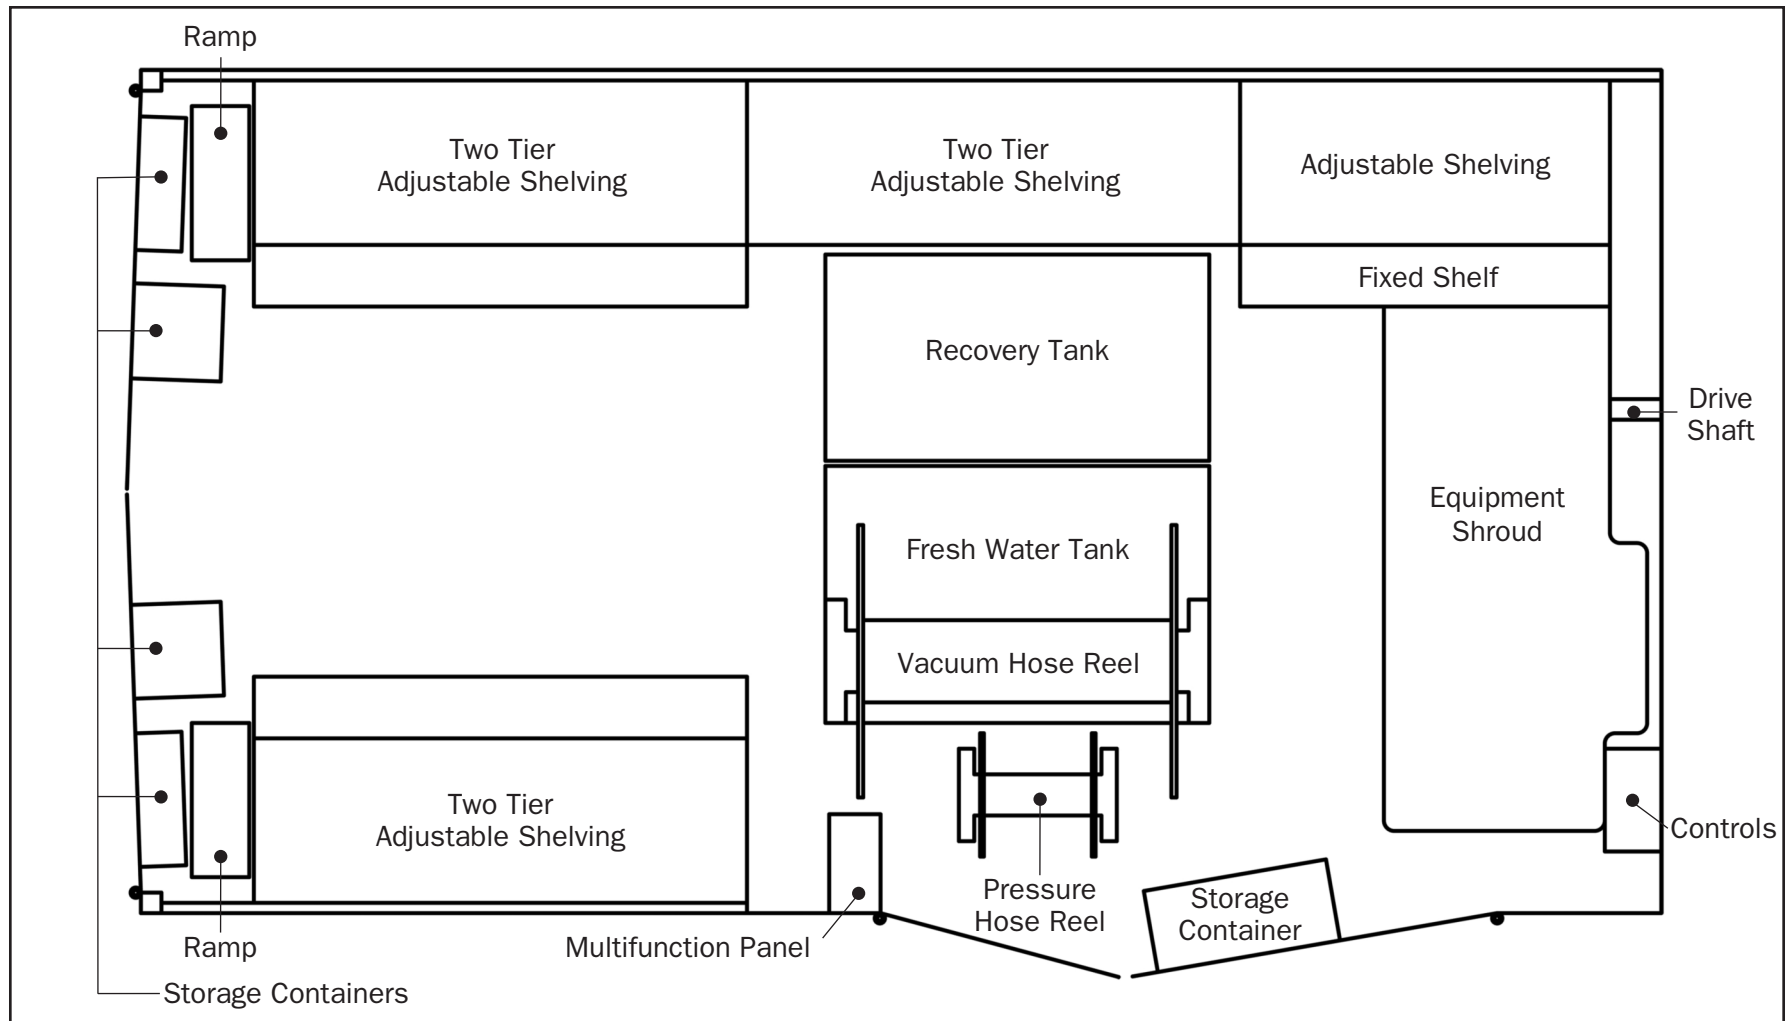 Ramp
Two Tier
Adjustable Shelving
Two Tier
Adjustable Shelving
Adjustable Shelving
Fixed Shelf
Recovery Tank
Drive
Shaft
Equipment
Shroud
Fresh Water Tank
Vacuum Hose Reel
Two Tier
Adjustable Shelving
Controls
Pressure
Hose Reel
Storage
Container
Ramp
Multifunction Panel
Storage Containers